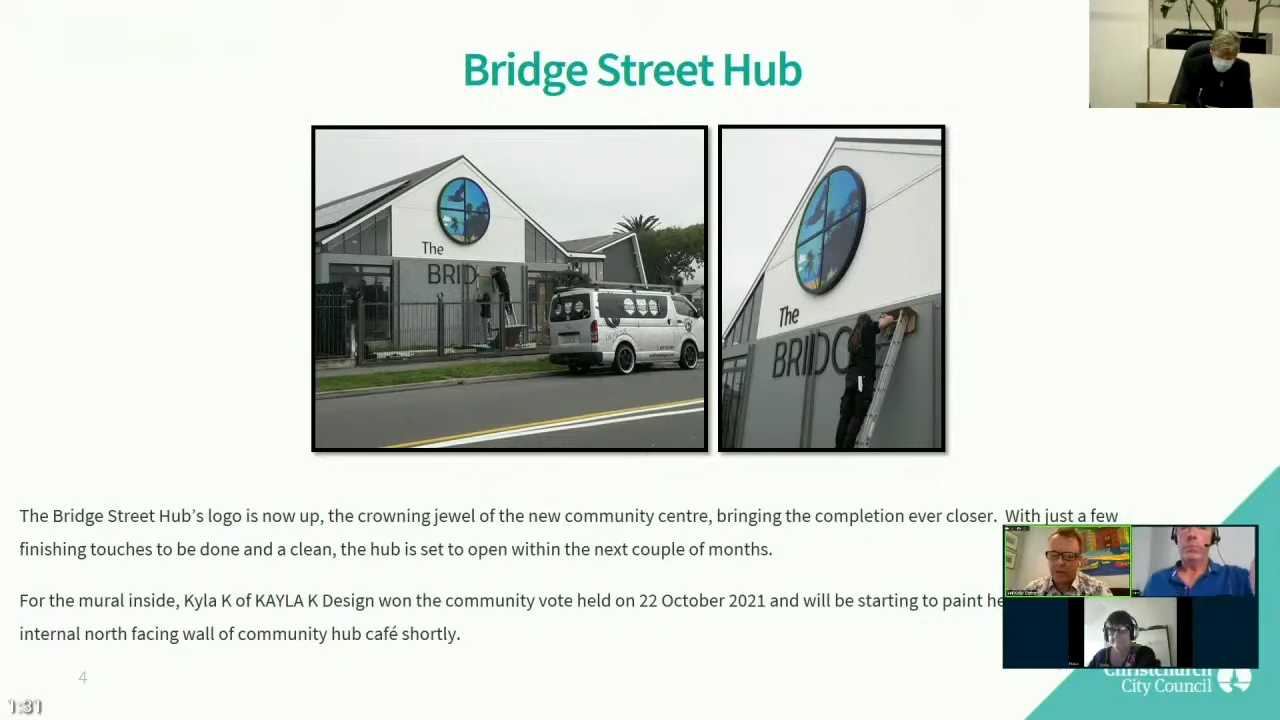 Bridge Street Hub
The
BRID
The
BRIDG
The Bridge Street Hub's logo is now up, the crowning jewel of the new community centre, bringing the completion ever closer. With just a few
finishing touches to be done and a clean, the hub is set to open within the next couple of months.
For the mural inside, Kyla K of KAYLA K Design won the community vote held on 22 October 2021 and will be starting to paint he
internal north facing wall of community hub café shortly.
4
Christchurch
City Council
1:31